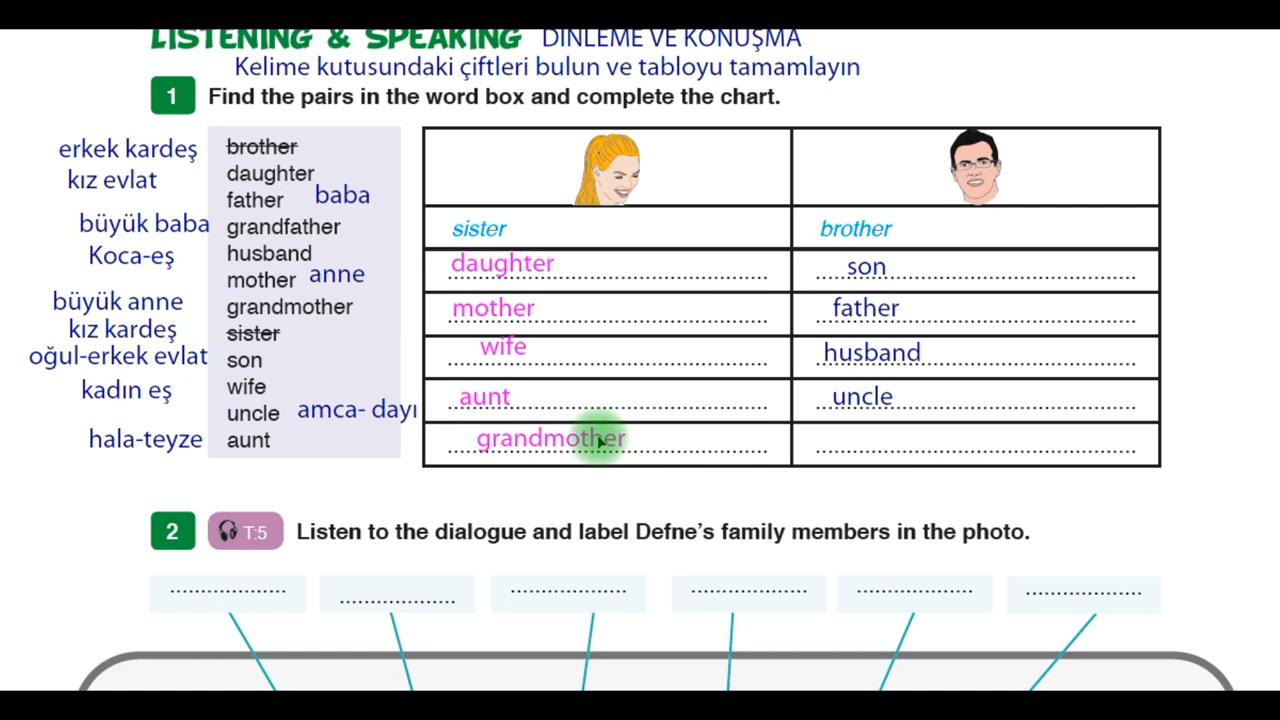 LISTENING & SPEAKING DİNLEME VE KONUŞMA
Kelime kutusundaki çiftleri bulun ve tabloyu tamamlayın
1 Find the pairs in the word box and complete the chart.
erkek kardeş brother
kız evlat daughter
father baba
büyük baba grandfather
Koca-eş husband
mother anne
büyük anne grandmother
kız kardeş sister
oğul-erkek evlat son
kadın eş wife
uncle amca- dayı
hala-teyze aunt
sister brother
daughter son
mother father
wife husband
aunt uncle
grandmother
2 T:5 Listen to the dialogue and label Defne's family members in the photo.